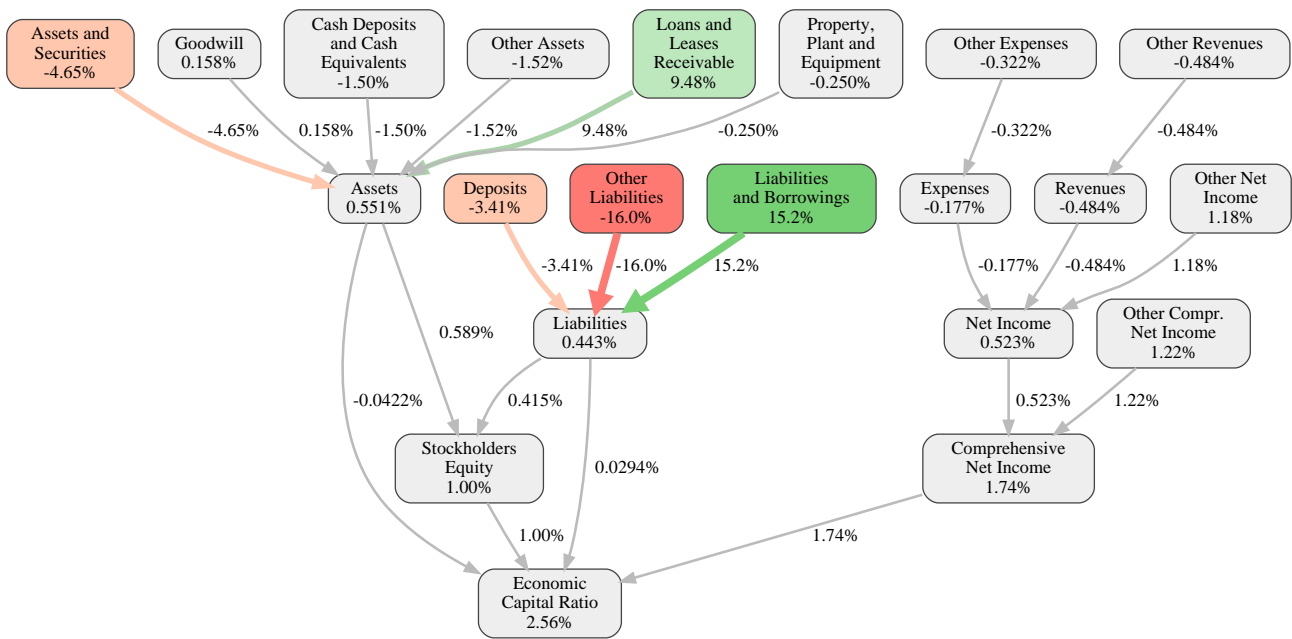 Assets and
Securities
-4.65%
Goodwill
0.158%
Cash Deposits
and Cash
Equivalents
-1.50%
Other Assets
-1.52%
Loans and
Leases
Receivable
9.48%
Property,
Plant and
Equipment
-0.250%
Other Expenses
-0.322%
Other Revenues
-0.484%
-4.65%
0.158%
-1.50%
-1.52%
9.48%
-0.250%
-0.322%
-0.484%
Assets
0.551%
Deposits
-3.41%
Other
Liabilities
-16.0%
Liabilities
and Borrowings
15.2%
Expenses
-0.177%
Revenues
-0.484%
Other Net
Income
1.18%
-3.41%
-16.0%
15.2%
-0.177%
-0.484%
1.18%
0.589%
Liabilities
0.443%
Net Income
0.523%
Other Compr.
Net Income
1.22%
-0.0422%
0.415%
0.523%
1.22%
Stockholders
Equity
1.00%
0.0294%
Comprehensive
Net Income
1.74%
1.00%
1.74%
Economic
Capital Ratio
2.56%